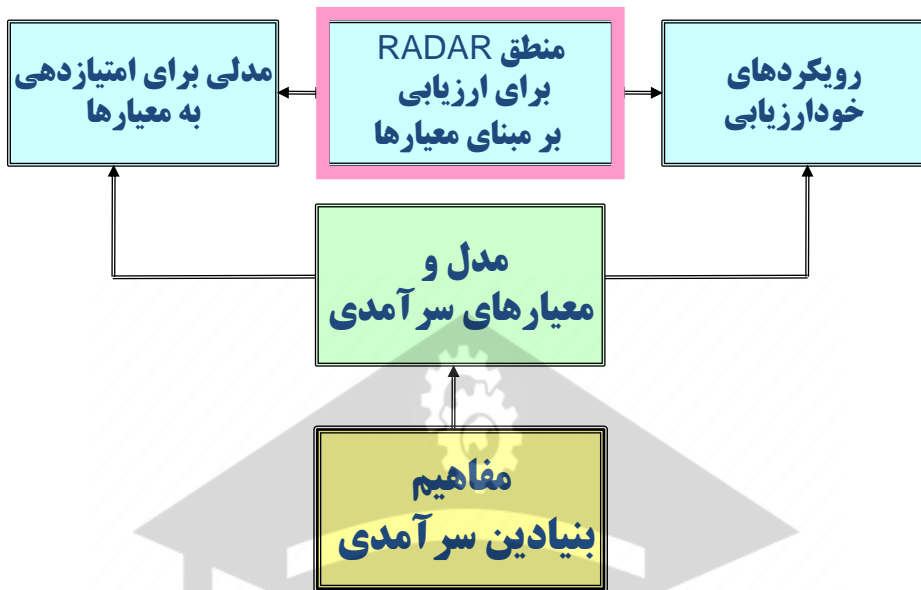 رویکردهای
خودارزیابی
منطق RADAR
برای ارزیابی
بر مبنای معیارها
مدلی برای امتیازدهی
به معیارها
مدل و
معیارهای سرآمدی
مفاهیم
بنیادین سرآمدی